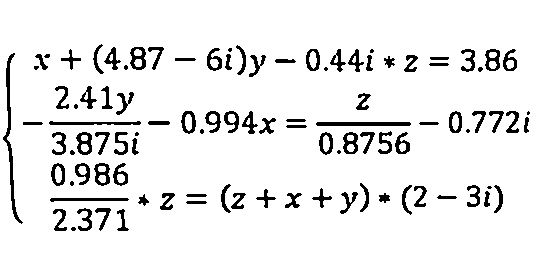 x + (4.87 − 6i)y − 0.44i * z = 3.86
− 2.41y / 3.875i − 0.994x = z / 0.8756 − 0.772i
0.986 / 2.371 * z = (z + x + y) * (2 − 3i)